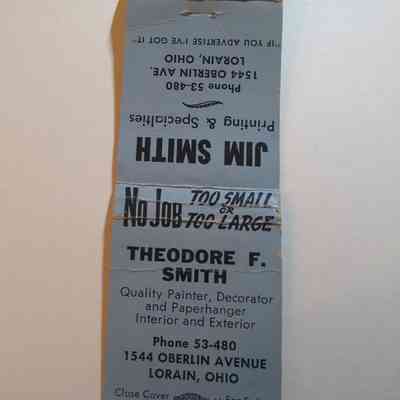 JIM SMITH
Printing & Specialties
Phone 53-480
1544 OBERLIN AVE.
LORAIN, OHIO
"IF YOU ADVERTISE I'VE GOT IT"
NO JOB TOO SMALL
OR
TOO LARGE
THEODORE F.
SMITH
Quality Painter, Decorator
and Paperhanger
Interior and Exterior
Phone 53-480
1544 OBERLIN AVENUE
LORAIN, OHIO
Close Cover